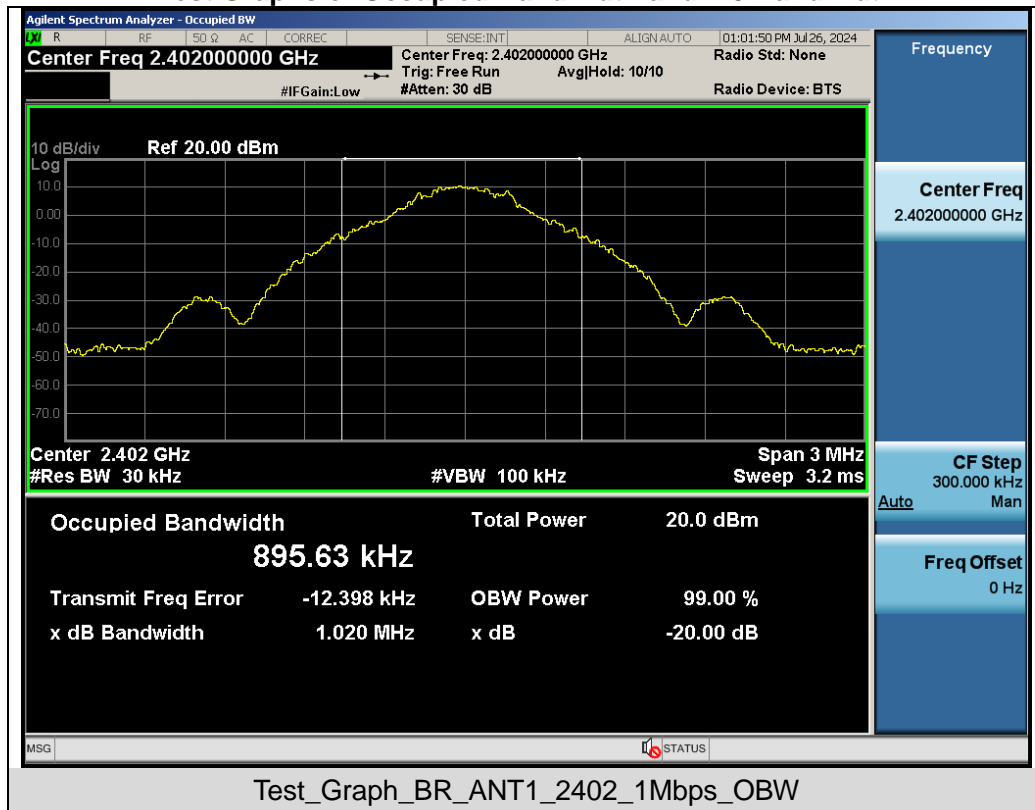 Agilent Spectrum Analyzer - Occupied BW
LXI R RF 50 Ω AC CORREC SENSE:INT ALIGN AUTO 01:01:50 PM Jul 26, 2024
Center Freq 2.402000000 GHz
Center Freq: 2.402000000 GHz
Radio Std: None
Trig: Free Run Avg|Hold: 10/10
#IFGain:Low
#Atten: 30 dB
Radio Device: BTS
10 dB/div Ref 20.00 dBm
Log
10.0
0.00
-10.0
-20.0
-30.0
-40.0
-50.0
-60.0
-70.0
Center 2.402 GHz Span 3 MHz
#Res BW 30 kHz #VBW 100 kHz Sweep 3.2 ms
Occupied Bandwidth Total Power 20.0 dBm
895.63 kHz
Transmit Freq Error -12.398 kHz OBW Power 99.00 %
x dB Bandwidth 1.020 MHz x dB -20.00 dB
Frequency
Center Freq
2.402000000 GHz
CF Step
300.000 kHz
Auto Man
Freq Offset
0 Hz
MSG STATUS
Test_Graph_BR_ANT1_2402_1Mbps_OBW